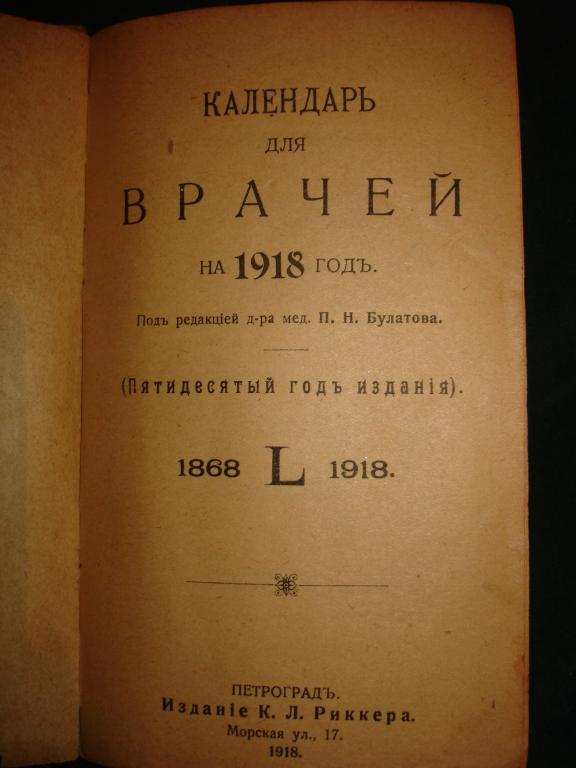 КАЛЕНДАРЬ
ДЛЯ
ВРАЧЕЙ
НА 1918 ГОДЪ.
Подъ редакціей д-ра мед. П. Н. Булатова.
(Пятидесятый годъ изданія).
1868 L 1918.
ПЕТРОГРАДЪ.
Изданіе К. Л. Риккера.
Морская ул., 17.
1918.